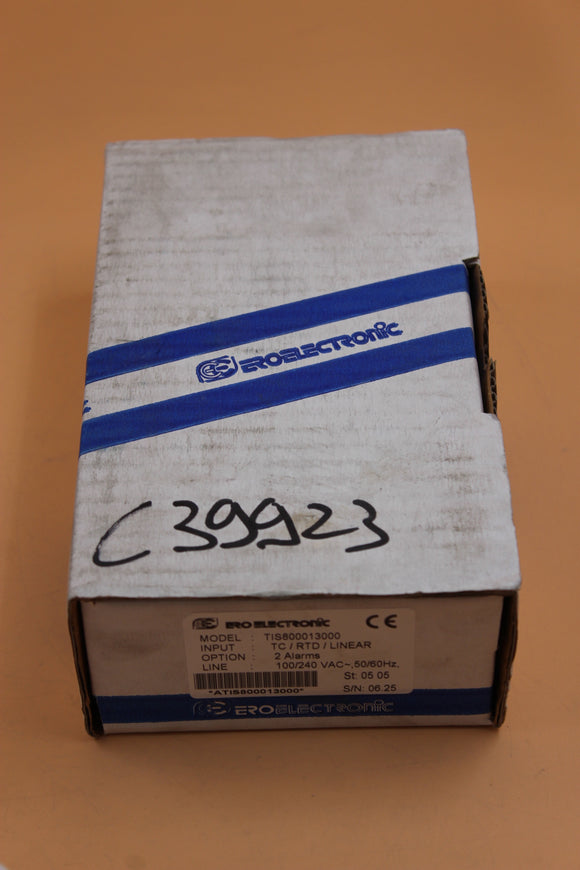 EROELECTRONIC
C39923
ERO ELECTRONIC CE
MODEL : TIS800013000
INPUT : TC / RTD / LINEAR
OPTION : 2 Alarms
LINE : 100/240 VAC~,50/60Hz,
St: 05 05
*ATIS800013000* S/N: 06.25
EROELECTRONIC